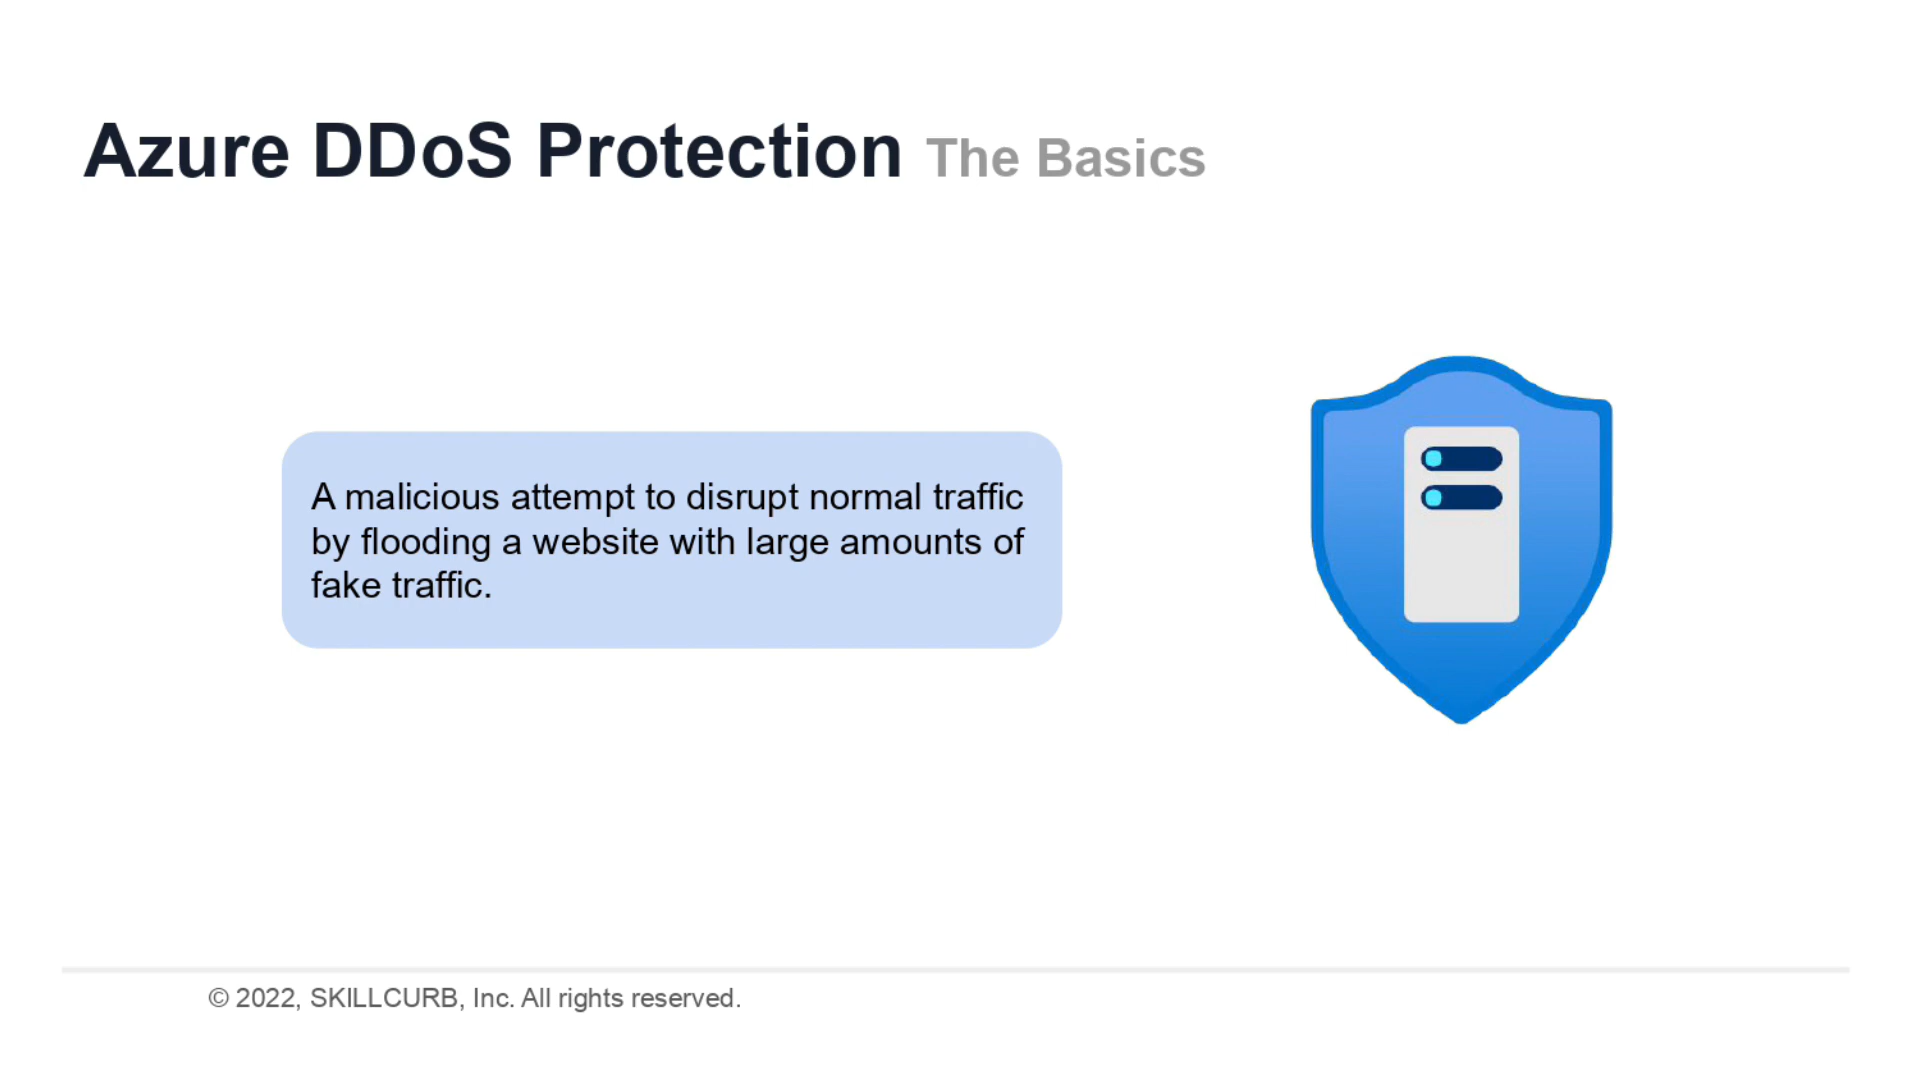 Azure DDoS Protection The Basics
A malicious attempt to disrupt normal traffic
by flooding a website with large amounts of
fake traffic.
© 2022, SKILLCURB, Inc. All rights reserved.